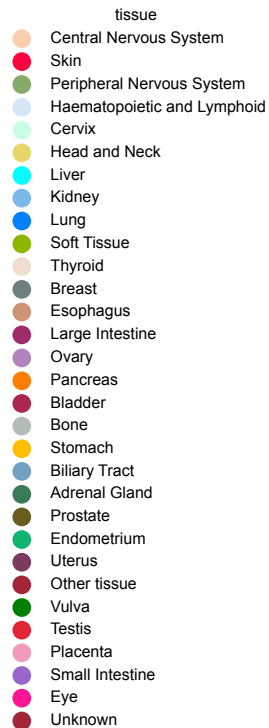 tissue
Central Nervous System
Skin
Peripheral Nervous System
Haematopoietic and Lymphoid
Cervix
Head and Neck
Liver
Kidney
Lung
Soft Tissue
Thyroid
Breast
Esophagus
Large Intestine
Ovary
Pancreas
Bladder
Bone
Stomach
Biliary Tract
Adrenal Gland
Prostate
Endometrium
Uterus
Other tissue
Vulva
Testis
Placenta
Small Intestine
Eye
Unknown